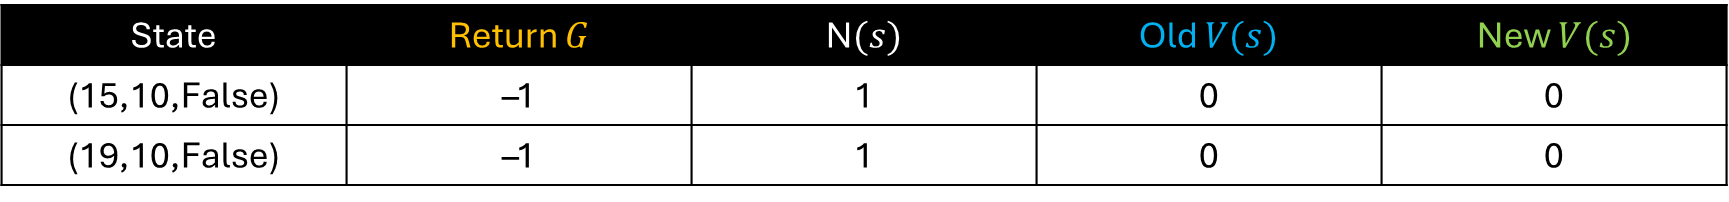 State Return G N(s) Old V(s) New V(s)
(15,10,False) –1 1 0 0
(19,10,False) –1 1 0 0